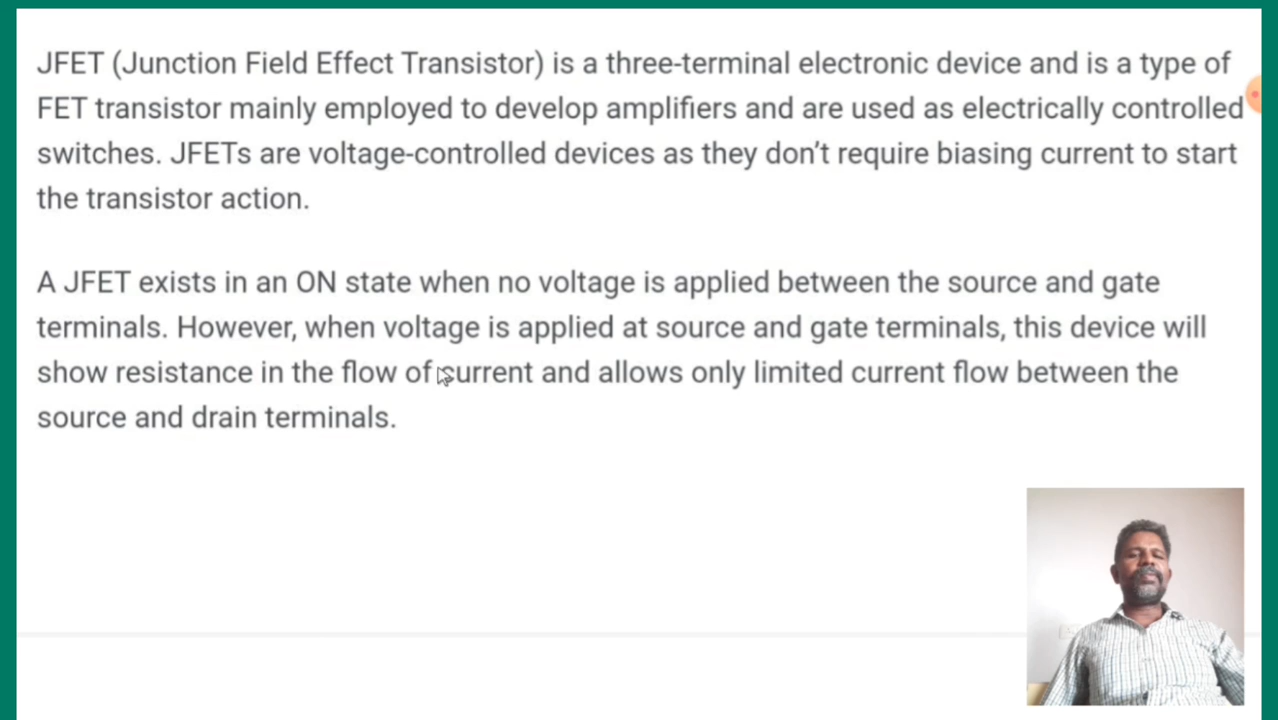 JFET (Junction Field Effect Transistor) is a three-terminal electronic device and is a type of
FET transistor mainly employed to develop amplifiers and are used as electrically controlled
switches. JFETs are voltage-controlled devices as they don’t require biasing current to start
the transistor action.
A JFET exists in an ON state when no voltage is applied between the source and gate
terminals. However, when voltage is applied at source and gate terminals, this device will
show resistance in the flow of current and allows only limited current flow between the
source and drain terminals.